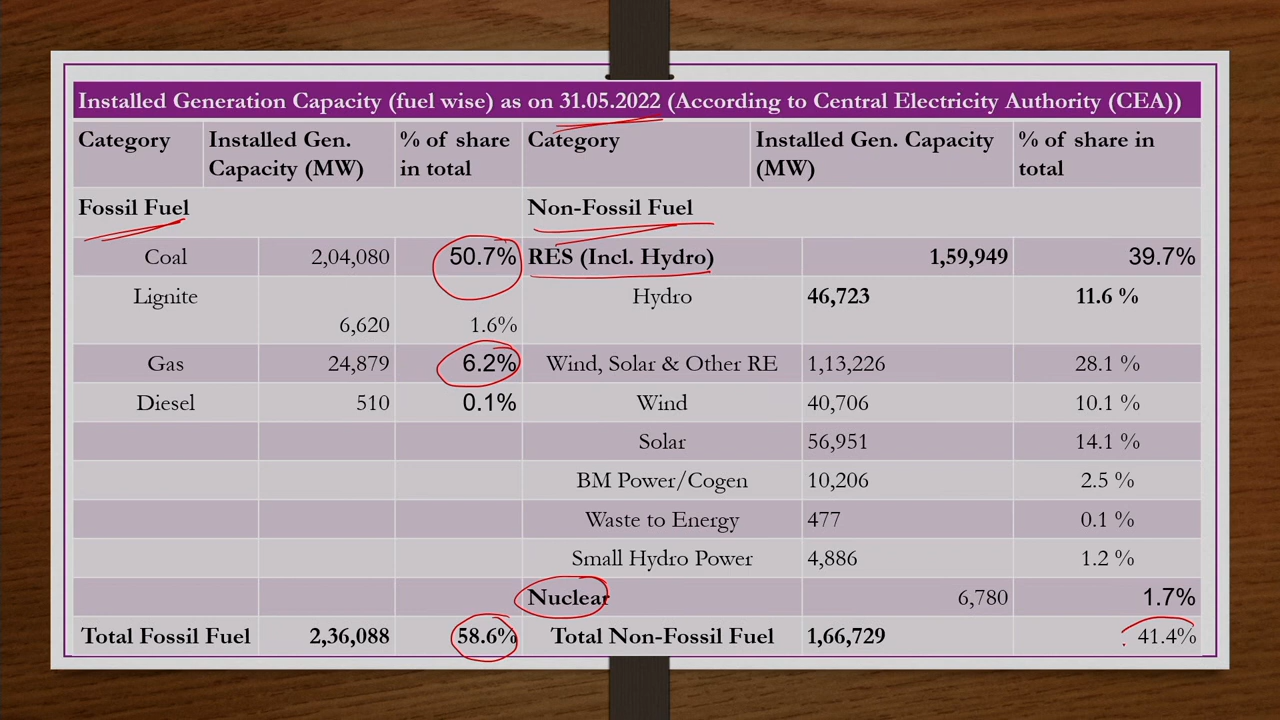 Installed Generation Capacity (fuel wise) as on 31.05.2022 (According to Central Electricity Authority (CEA))
Category Installed Gen. Capacity (MW) % of share in total Category Installed Gen. Capacity (MW) % of share in total
Fossil Fuel Non-Fossil Fuel
Coal 2,04,080 50.7% RES (Incl. Hydro) 1,59,949 39.7%
Lignite 6,620 1.6% Hydro 46,723 11.6 %
Gas 24,879 6.2% Wind, Solar & Other RE 1,13,226 28.1 %
Diesel 510 0.1% Wind 40,706 10.1 %
Solar 56,951 14.1 %
BM Power/Cogen 10,206 2.5 %
Waste to Energy 477 0.1 %
Small Hydro Power 4,886 1.2 %
Nuclear 6,780 1.7%
Total Fossil Fuel 2,36,088 58.6% Total Non-Fossil Fuel 1,66,729 41.4%